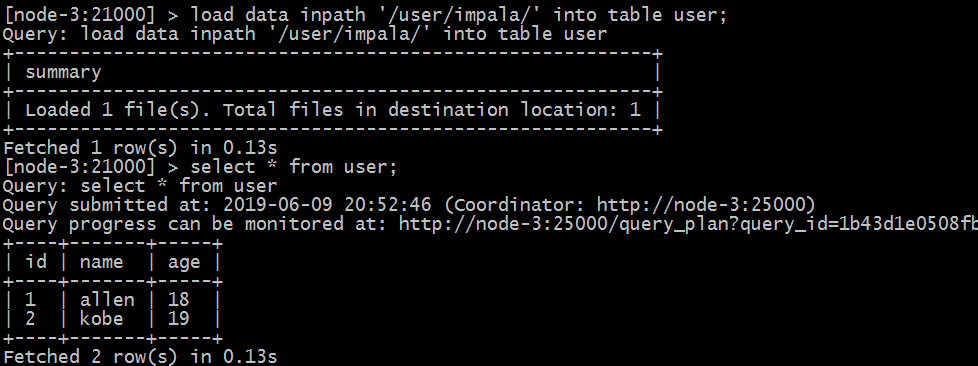 [node-3:21000] > load data inpath '/user/impala/' into table user;
Query: load data inpath '/user/impala/' into table user
+-----------------------------------------------------+
| summary                                             |
+-----------------------------------------------------+
| Loaded 1 file(s). Total files in destination location: 1 |
+-----------------------------------------------------+
Fetched 1 row(s) in 0.13s
[node-3:21000] > select * from user;
Query: select * from user
Query submitted at: 2019-06-09 20:52:46 (Coordinator: http://node-3:25000)
Query progress can be monitored at: http://node-3:25000/query_plan?query_id=1b43d1e0508fb
+----+-------+-----+
| id | name  | age |
+----+-------+-----+
| 1  | allen | 18  |
| 2  | kobe  | 19  |
+----+-------+-----+
Fetched 2 row(s) in 0.13s